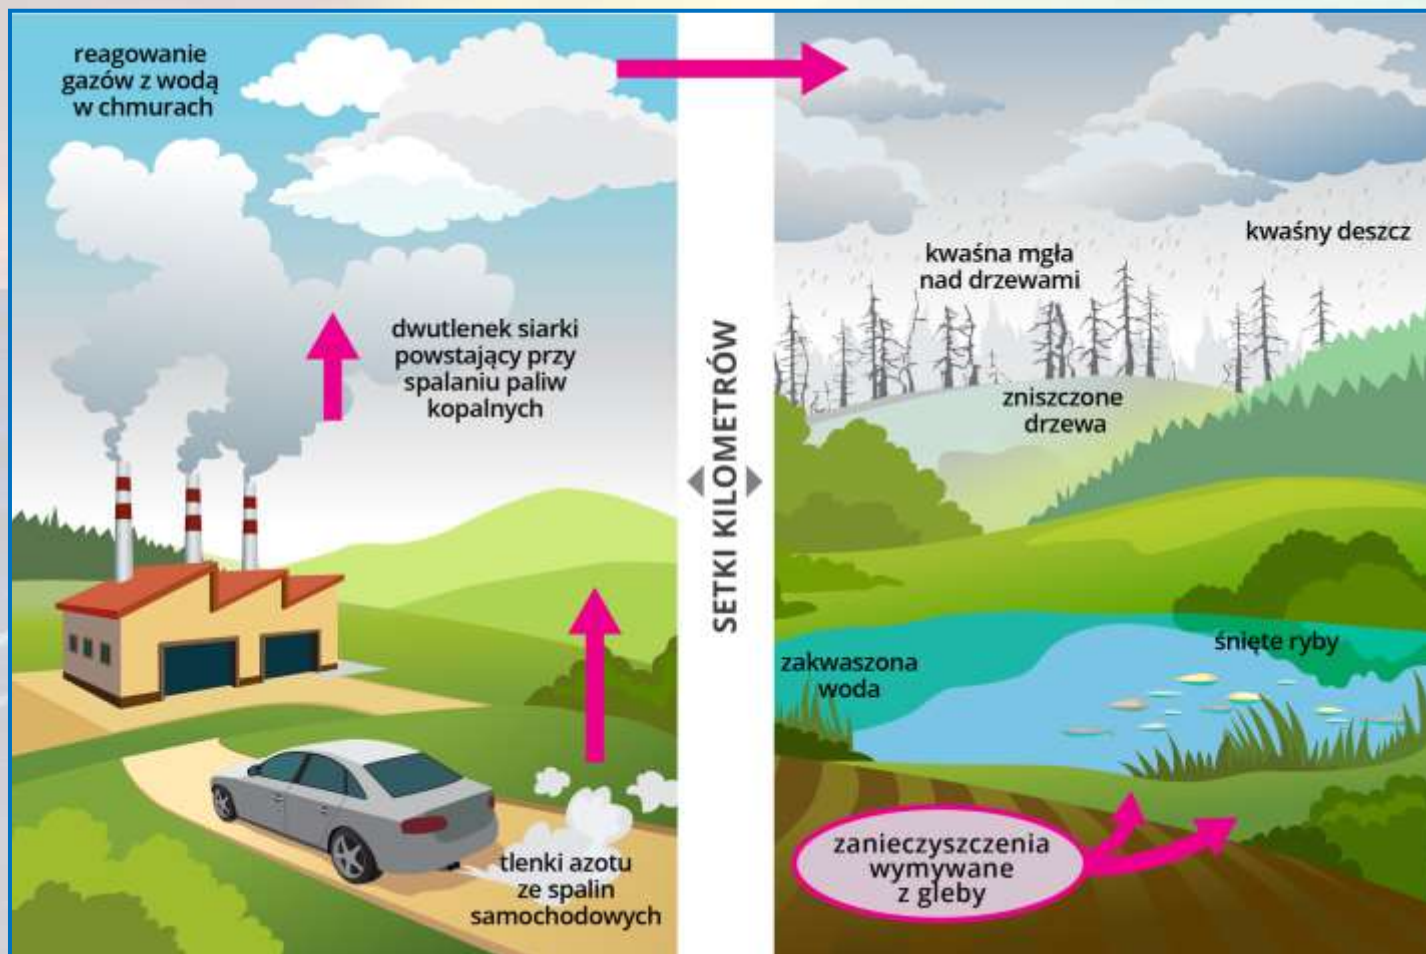 reagowanie
gazów z wodą
w chmurach
dwutlenek siarki
powstający przy
spalaniu paliw
kopalnych
tlenki azotu
ze spalin
samochodowych
SETKI KILOMETRÓW
kwaśny deszcz
kwaśna mgła
nad drzewami
zniszczone
drzewa
śnięte ryby
zakwaszona
woda
zanieczyszczenia
wymywane
z gleby